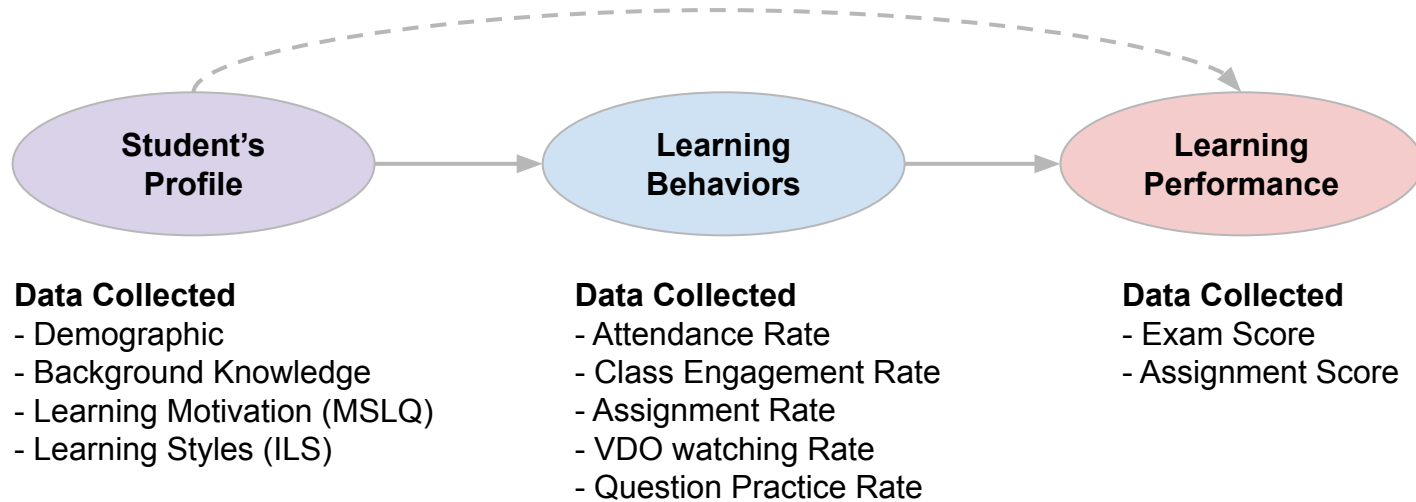 Student’s
Profile
Learning
Behaviors
Learning
Performance
Data Collected
- Demographic
- Background Knowledge
- Learning Motivation (MSLQ)
- Learning Styles (ILS)
Data Collected
- Attendance Rate
- Class Engagement Rate
- Assignment Rate
- VDO watching Rate
- Question Practice Rate
Data Collected
- Exam Score
- Assignment Score